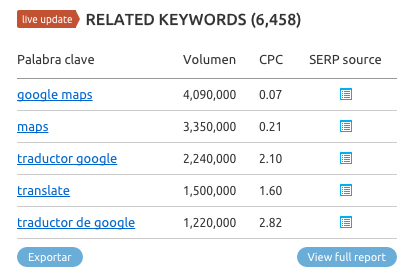 live update RELATED KEYWORDS (6,458)
Palabra clave Volumen CPC SERP source
google maps 4,090,000 0.07
maps 3,350,000 0.21
traductor google 2,240,000 2.10
translate 1,500,000 1.60
traductor de google 1,220,000 2.82
Exportar View full report